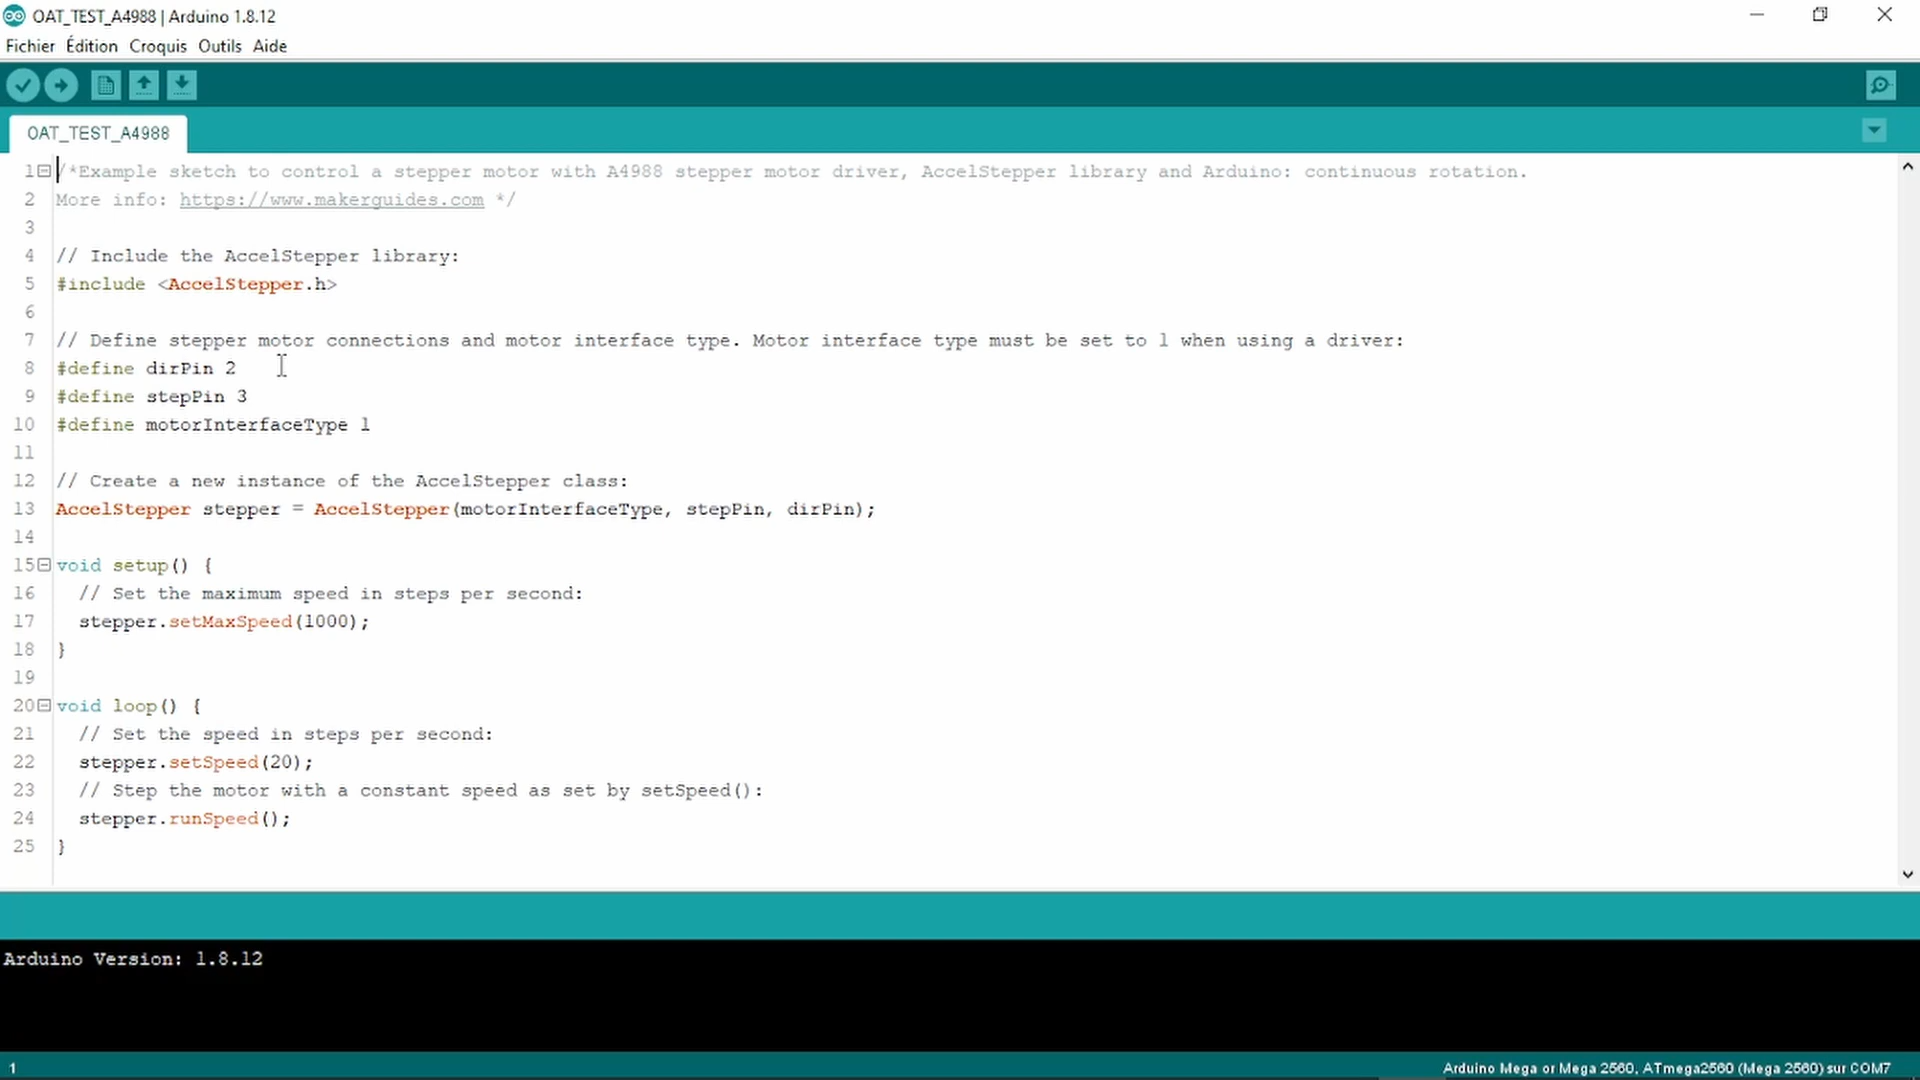 OAT_TEST_A4988 | Arduino 1.8.12
Fichier Édition Croquis Outils Aide
OAT_TEST_A4988
1 /*Example sketch to control a stepper motor with A4988 stepper motor driver, AccelStepper library and Arduino: continuous rotation.
2 More info: https://www.makerguides.com */
3
4 // Include the AccelStepper library:
5 #include <AccelStepper.h>
6
7 // Define stepper motor connections and motor interface type. Motor interface type must be set to 1 when using a driver:
8 #define dirPin 2
9 #define stepPin 3
10 #define motorInterfaceType 1
11
12 // Create a new instance of the AccelStepper class:
13 AccelStepper stepper = AccelStepper(motorInterfaceType, stepPin, dirPin);
14
15 void setup() {
16   // Set the maximum speed in steps per second:
17   stepper.setMaxSpeed(1000);
18 }
19
20 void loop() {
21   // Set the speed in steps per second:
22   stepper.setSpeed(20);
23   // Step the motor with a constant speed as set by setSpeed():
24   stepper.runSpeed();
25 }
Arduino Version: 1.8.12
1 Arduino Mega or Mega 2560, ATmega2560 (Mega 2560) sur COM7